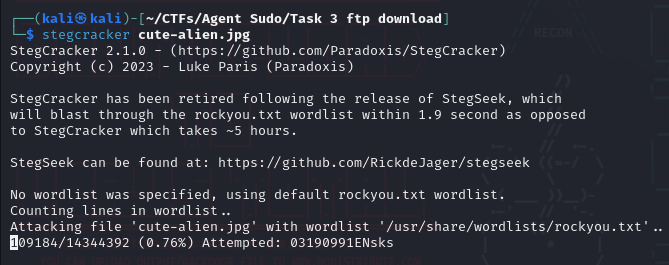 ┌──(kali㉿kali)-[~/CTFs/Agent Sudo/Task 3 ftp download]
└─$ stegcracker cute-alien.jpg
StegCracker 2.1.0 - (https://github.com/Paradoxis/StegCracker)
Copyright (c) 2023 - Luke Paris (Paradoxis)

StegCracker has been retired following the release of StegSeek, which
will blast through the rockyou.txt wordlist within 1.9 second as opposed
to StegCracker which takes ~5 hours.

StegSeek can be found at: https://github.com/RickdeJager/stegseek

No wordlist was specified, using default rockyou.txt wordlist.
Counting lines in wordlist..
Attacking file 'cute-alien.jpg' with wordlist '/usr/share/wordlists/rockyou.txt'..
109184/14344392 (0.76%) Attempted: 03190991ENsks
RECON